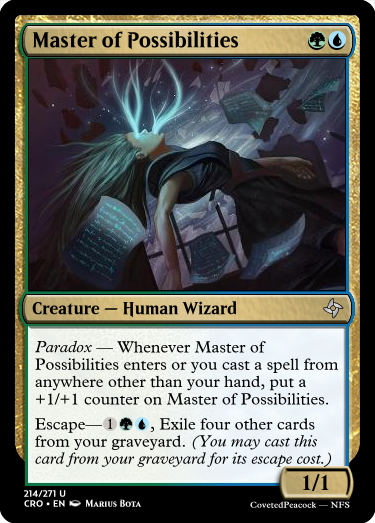 Master of Possibilities
Creature — Human Wizard
Paradox — Whenever Master of
Possibilities enters or you cast a spell from
anywhere other than your hand, put a
+1/+1 counter on Master of Possibilities.
Escape—1, Exile four other cards
from your graveyard. (You may cast this
card from your graveyard for its escape cost.)
1/1
214/271 U
CRO • EN Marius Bota
CovetedPeacock — NFS